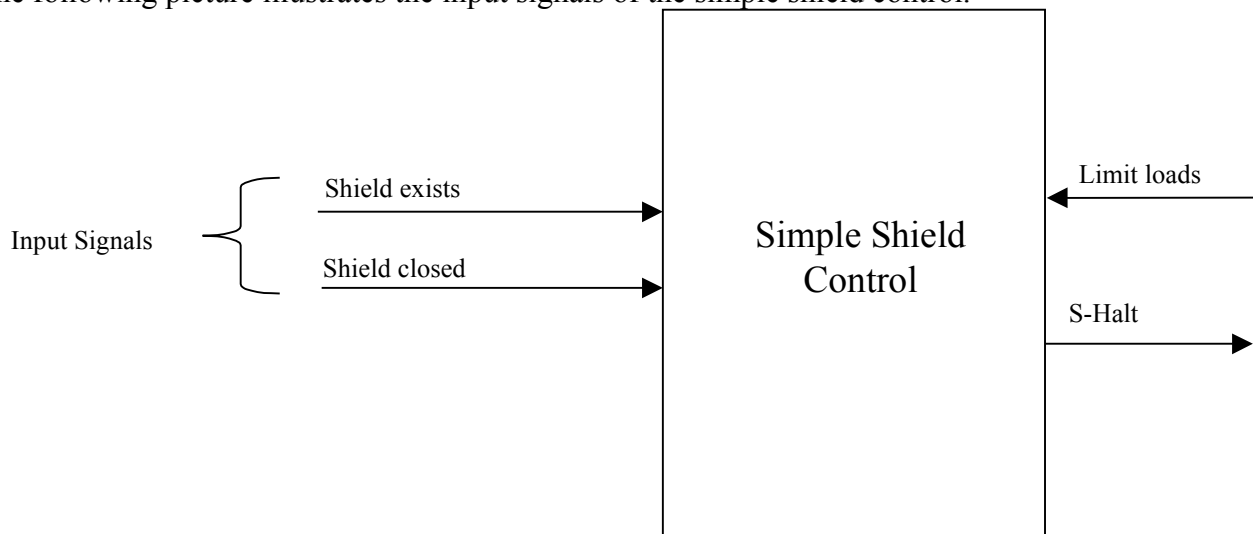 he following picture illustrates the input signals of the simple shield control.
Shield exists
Limit loads
Input Signals
Simple Shield
Control
Shield closed
S-Halt